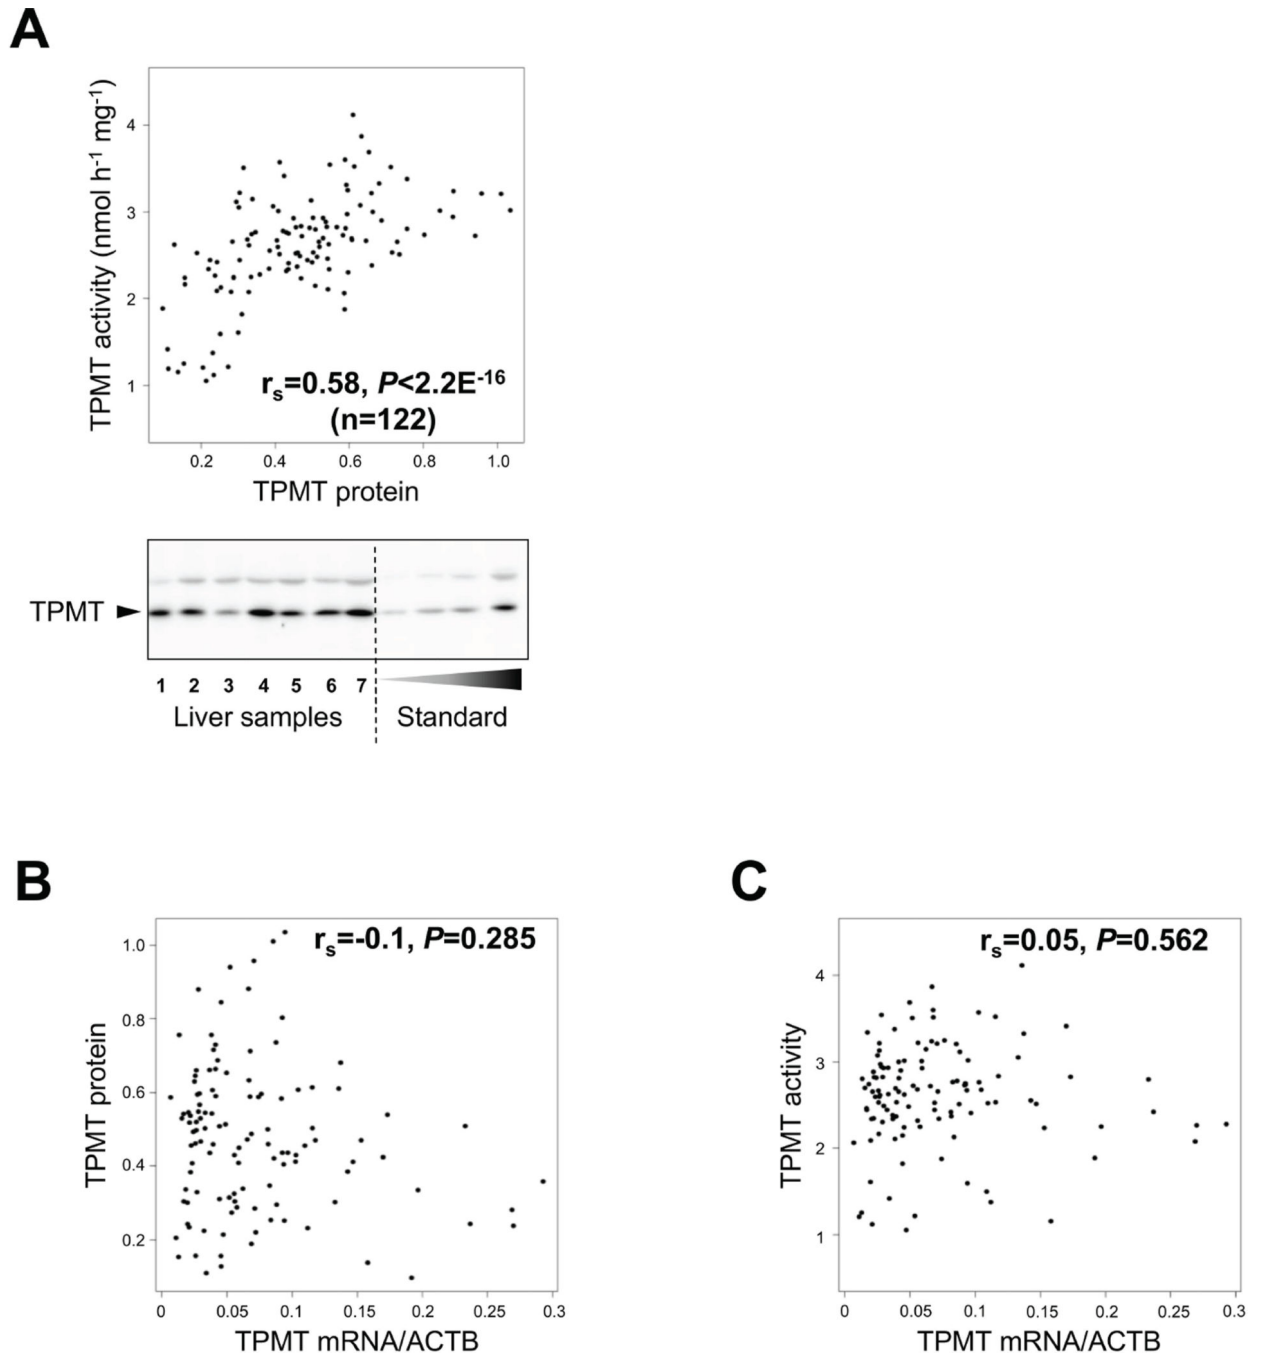 A
TPMT activity (nmol h⁻¹ mg⁻¹)
4
3
2
1
rₛ=0.58, P<2.2E⁻¹⁶
(n=122)
0.2 0.4 0.6 0.8 1.0
TPMT protein
TPMT
1 2 3 4 5 6 7
Liver samples Standard
B
TPMT protein
1.0
0.8
0.6
0.4
0.2
rₛ=-0.1, P=0.285
0 0.05 0.1 0.15 0.2 0.25 0.3
TPMT mRNA/ACTB
C
TPMT activity
4
3
2
1
rₛ=0.05, P=0.562
0 0.05 0.1 0.15 0.2 0.25 0.3
TPMT mRNA/ACTB